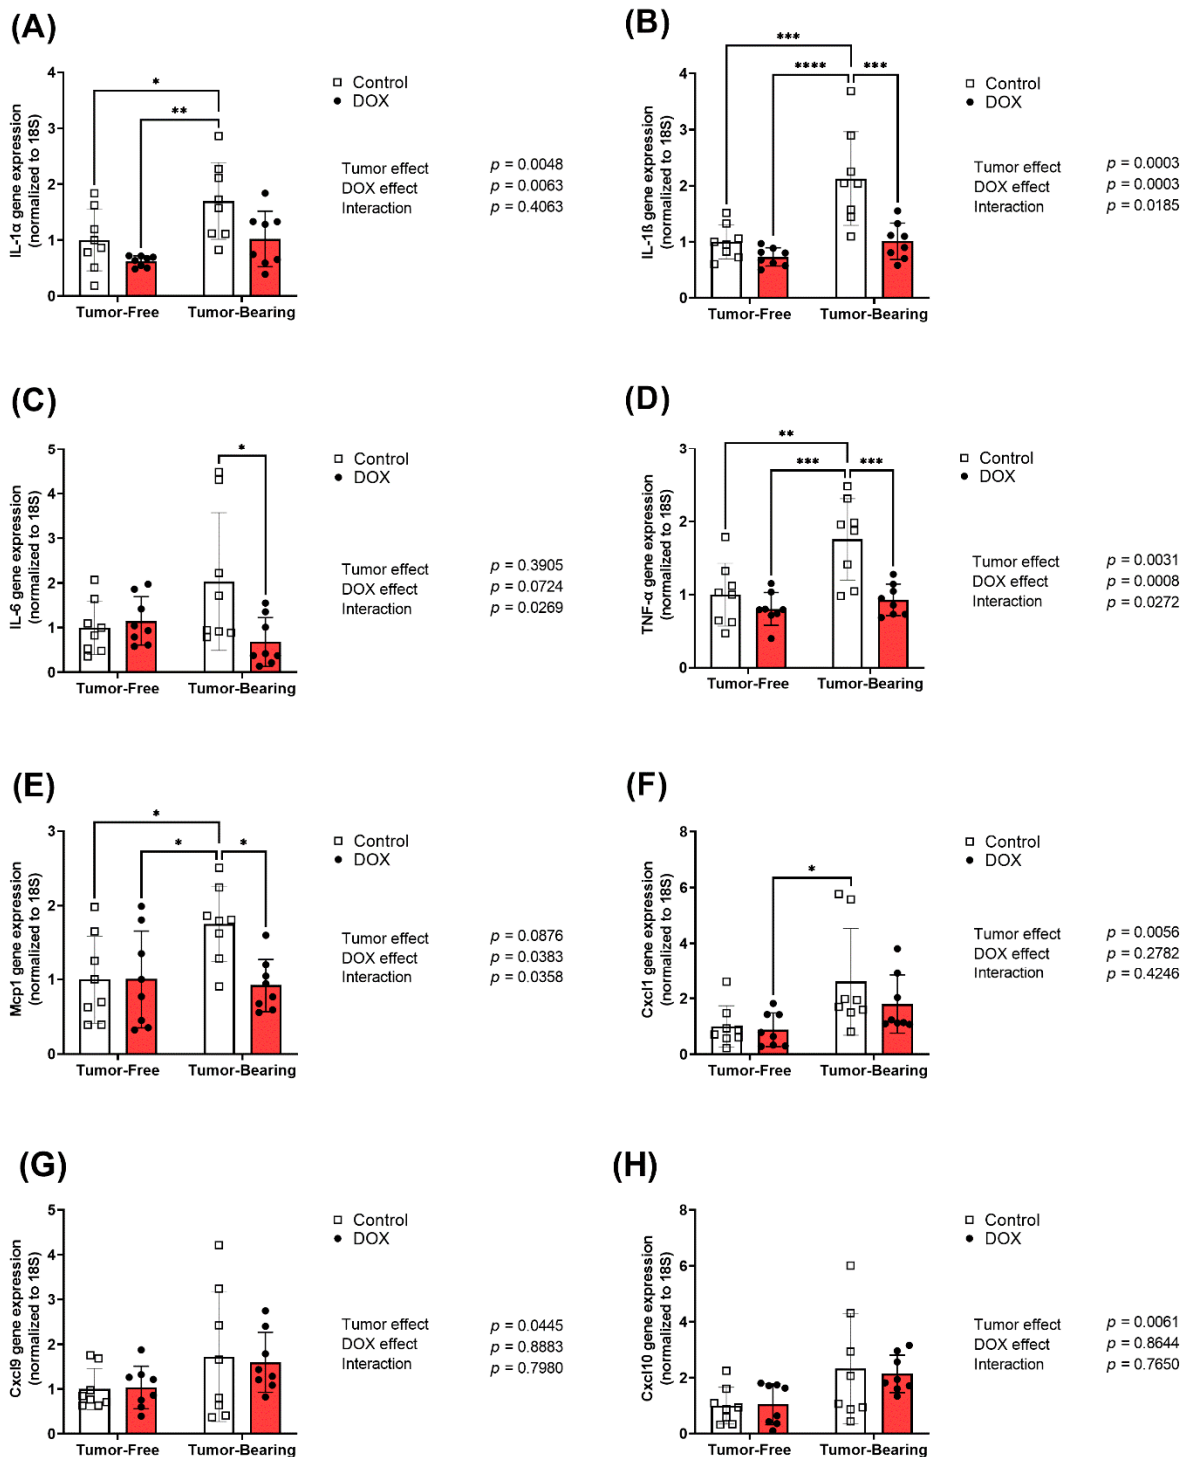 (A)
*
**
4
3
2
1
0
IL-1α gene expression
(normalized to 18S)
Tumor-Free Tumor-Bearing
Control
DOX
Tumor effect p = 0.0048
DOX effect p = 0.0063
Interaction p = 0.4063
(B)
***
**** ***
4
3
2
1
0
IL-1ß gene expression
(normalized to 18S)
Tumor-Free Tumor-Bearing
Control
DOX
Tumor effect p = 0.0003
DOX effect p = 0.0003
Interaction p = 0.0185
(C)
*
5
4
3
2
1
0
IL-6 gene expression
(normalized to 18S)
Tumor-Free Tumor-Bearing
Control
DOX
Tumor effect p = 0.3905
DOX effect p = 0.0724
Interaction p = 0.0269
(D)
**
*** ***
3
2
1
0
TNF-α gene expression
(normalized to 18S)
Tumor-Free Tumor-Bearing
Control
DOX
Tumor effect p = 0.0031
DOX effect p = 0.0008
Interaction p = 0.0272
(E)
*
* *
3
2
1
0
Mcp1 gene expression
(normalized to 18S)
Tumor-Free Tumor-Bearing
Control
DOX
Tumor effect p = 0.0876
DOX effect p = 0.0383
Interaction p = 0.0358
(F)
*
8
6
4
2
0
Cxcl1 gene expression
(normalized to 18S)
Tumor-Free Tumor-Bearing
Control
DOX
Tumor effect p = 0.0056
DOX effect p = 0.2782
Interaction p = 0.4246
(G)
5
4
3
2
1
0
Cxcl9 gene expression
(normalized to 18S)
Tumor-Free Tumor-Bearing
Control
DOX
Tumor effect p = 0.0445
DOX effect p = 0.8883
Interaction p = 0.7980
(H)
8
6
4
2
0
Cxcl10 gene expression
(normalized to 18S)
Tumor-Free Tumor-Bearing
Control
DOX
Tumor effect p = 0.0061
DOX effect p = 0.8644
Interaction p = 0.7650